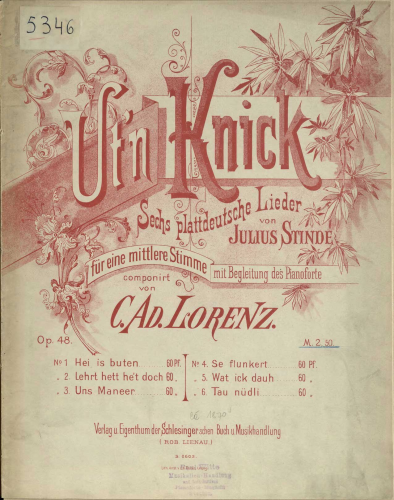 5346
Ut'n Knick
Sechs plattdeutsche Lieder
von
JULIUS STINDE
für eine mittlere Stimme
mit Begleitung des Pianoforte
componirt
von
C. AD. LORENZ.
Op. 48.
M. 2.50.
No 1 Hei is buten 60 Pf.
„ 2 Lehrt hett he't doch 60 „
„ 3 Uns Maneer 60 „
No 4. Se flunkert 60 Pf.
„ 5. Wat ick dauh 60 „
„ 6. Tau nüdli 60 „
Verlag u. Eigenthum der Schlesinger'schen Buch u. Musikhandlung
(ROB. LIENAU.)